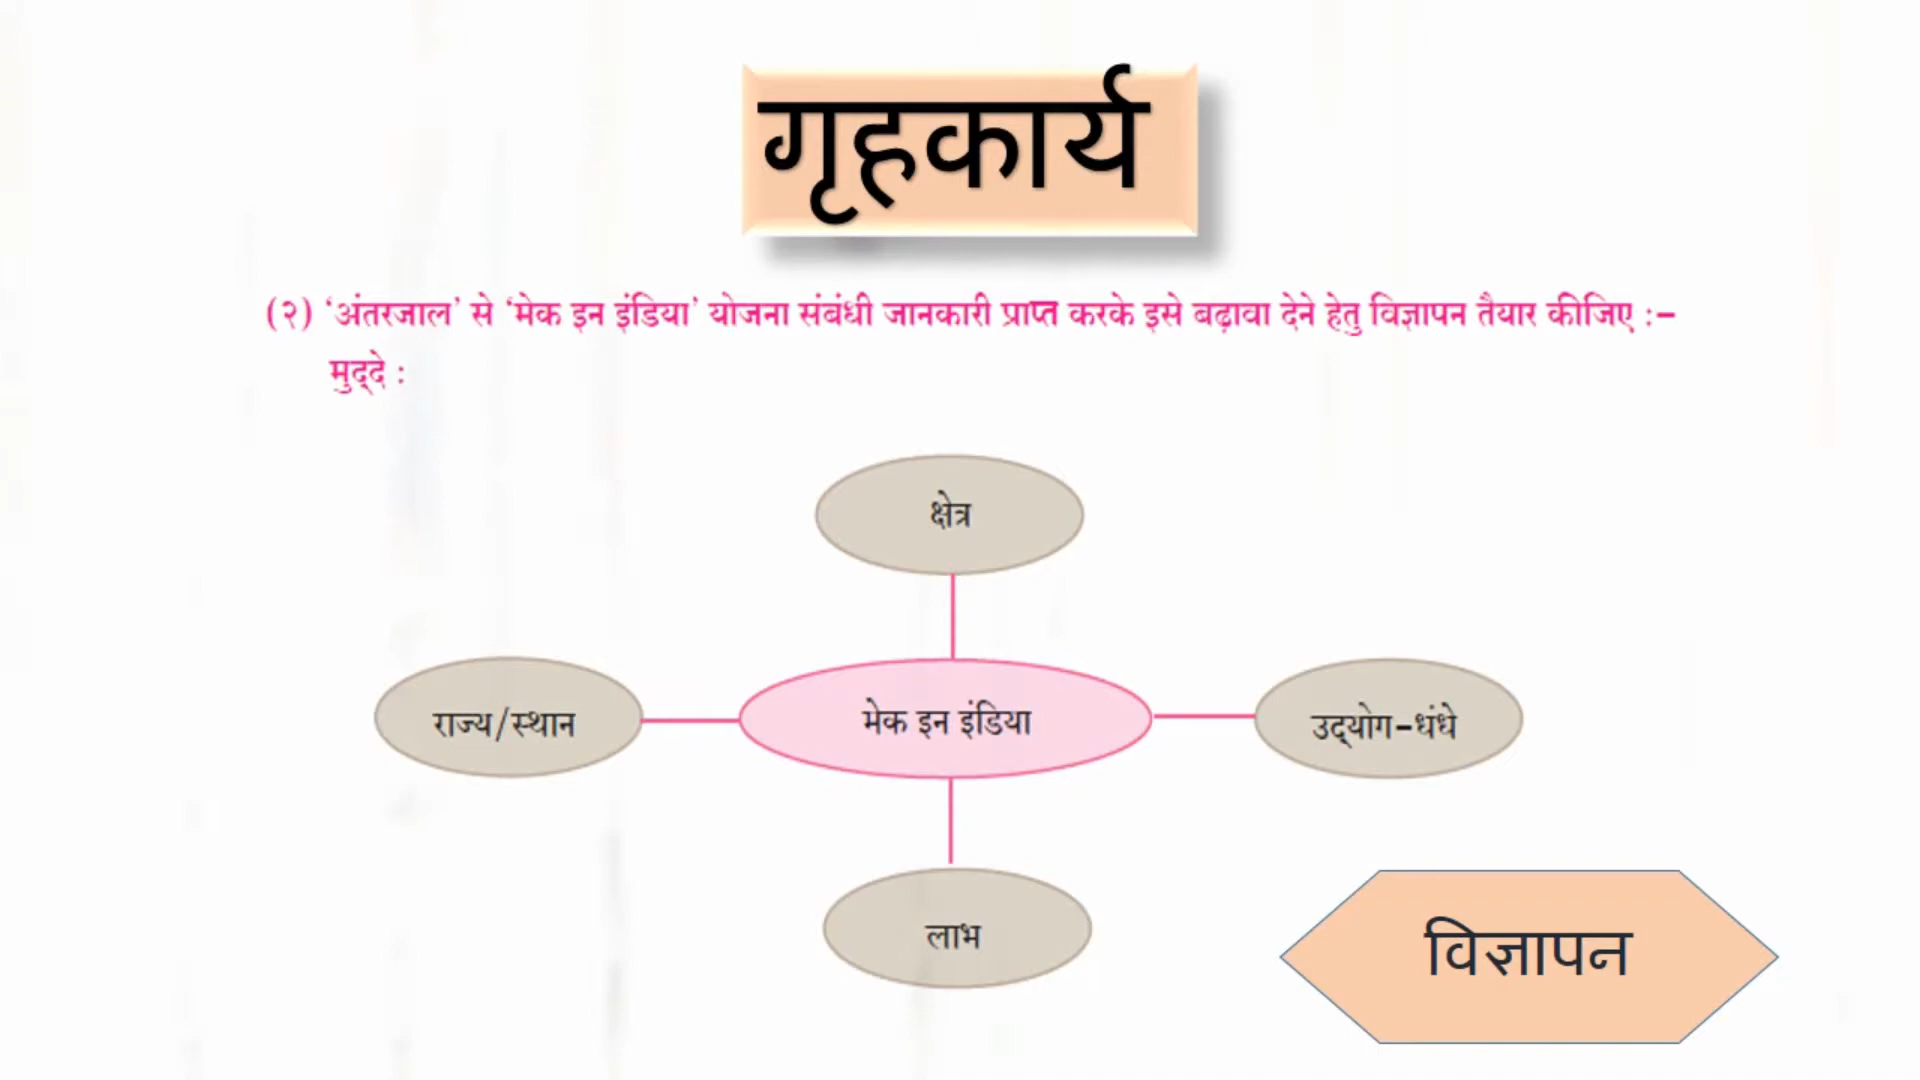 गृहकार्य
(२) ‘अंतरजाल’ से ‘मेक इन इंडिया’ योजना संबंधी जानकारी प्राप्त करके इसे बढ़ावा देने हेतु विज्ञापन तैयार कीजिए :–
मुद्‌दे :
क्षेत्र
राज्य/स्थान
मेक इन इंडिया
उद्‌योग–धंधे
लाभ
विज्ञापन